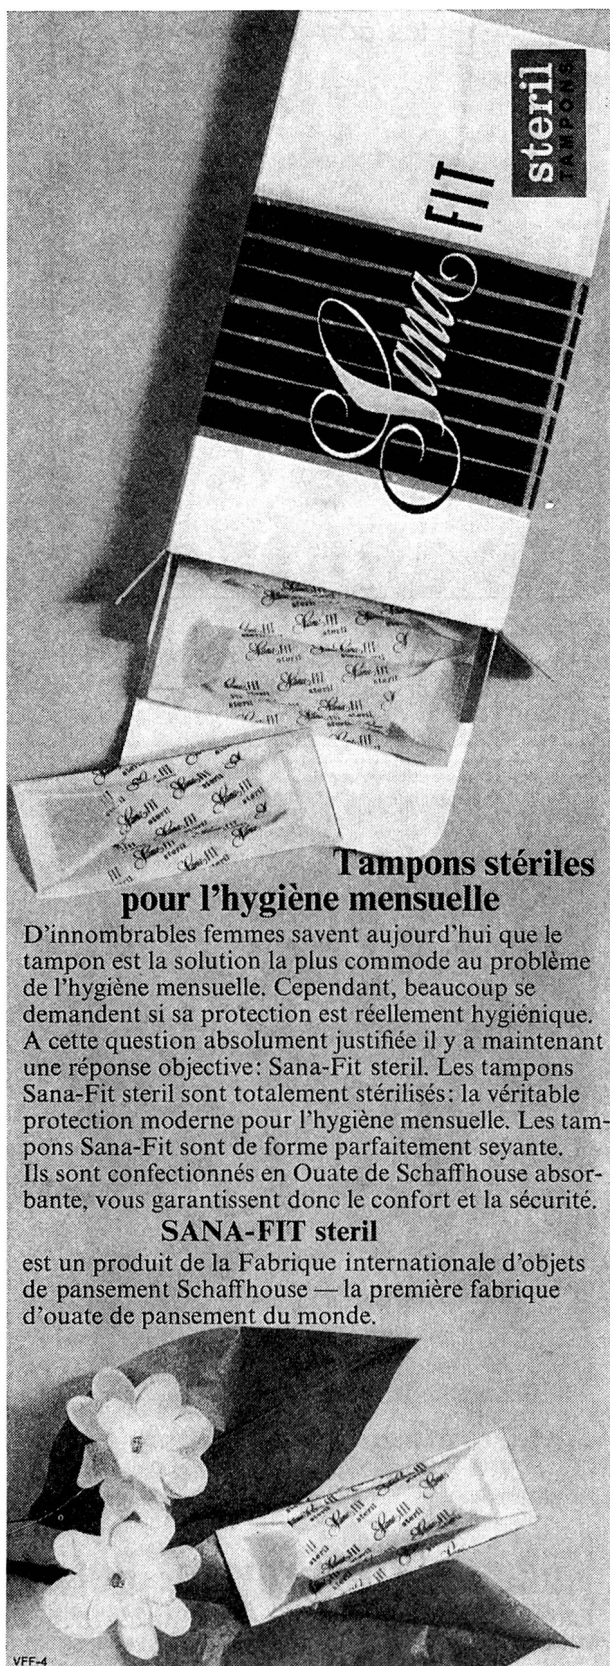 steril
TAMPONS
Sana FIT
Tampons stériles
pour l'hygiène mensuelle
D'innombrables femmes savent aujourd'hui que le
tampon est la solution la plus commode au problème
de l'hygiène mensuelle. Cependant, beaucoup se
demandent si sa protection est réellement hygiénique.
A cette question absolument justifiée il y a maintenant
une réponse objective: Sana-Fit steril. Les tampons
Sana-Fit steril sont totalement stérilisés: la véritable
protection moderne pour l'hygiène mensuelle. Les tam-
pons Sana-Fit sont de forme parfaitement seyante.
Ils sont confectionnés en Ouate de Schaffhouse absor-
bante, vous garantissent donc le confort et la sécurité.
SANA-FIT steril
est un produit de la Fabrique internationale d'objets
de pansement Schaffhouse — la première fabrique
d'ouate de pansement du monde.
VFF-4